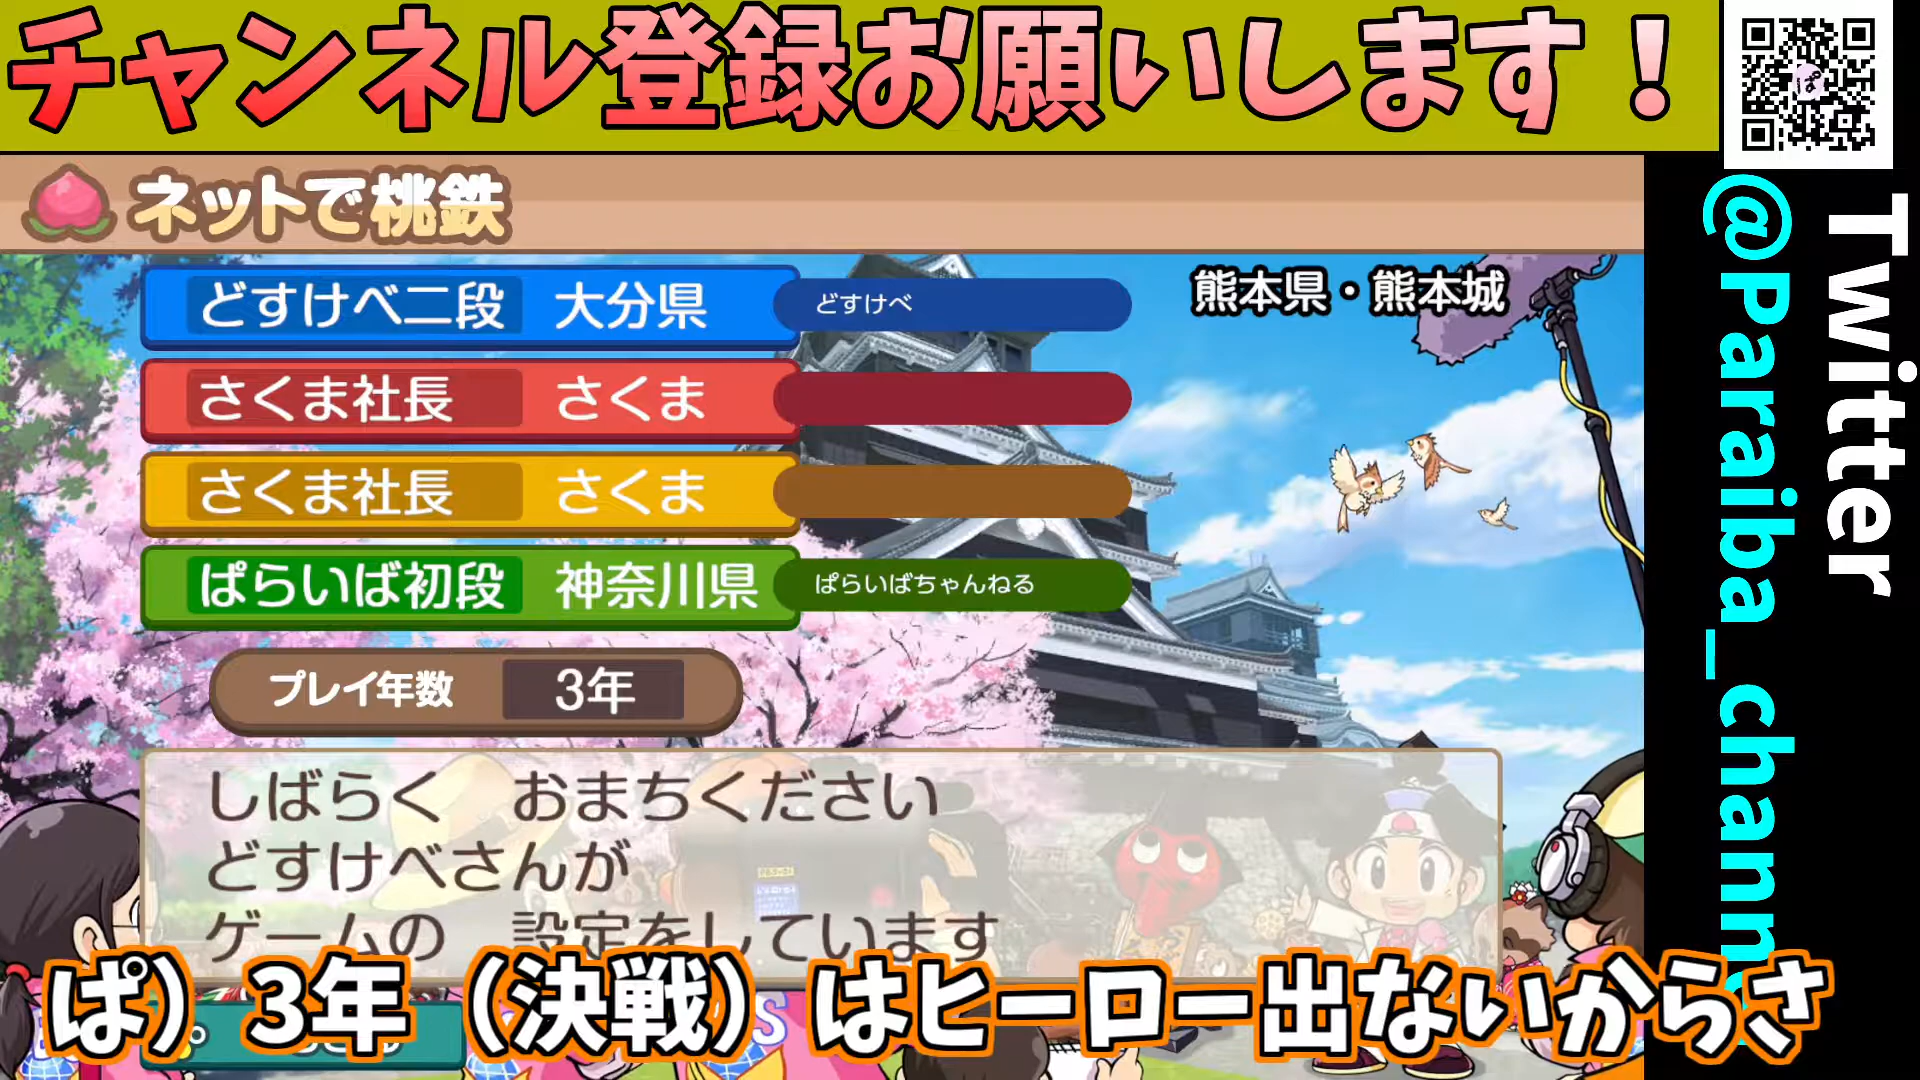 チャンネル登録お願いします！
ネットで桃鉄
どすけべ二段 大分県 どすけべ
熊本県・熊本城
さくま社長 さくま
さくま社長 さくま
ぱらいば初段 神奈川県 ぱらいばちゃんねる
プレイ年数 3年
しばらく おまちください
どすけべさんが
ゲームの 設定をしています
ぱ）3年（決戦）はヒーロー出ないからさ
Twitter
@Paraiba_channe